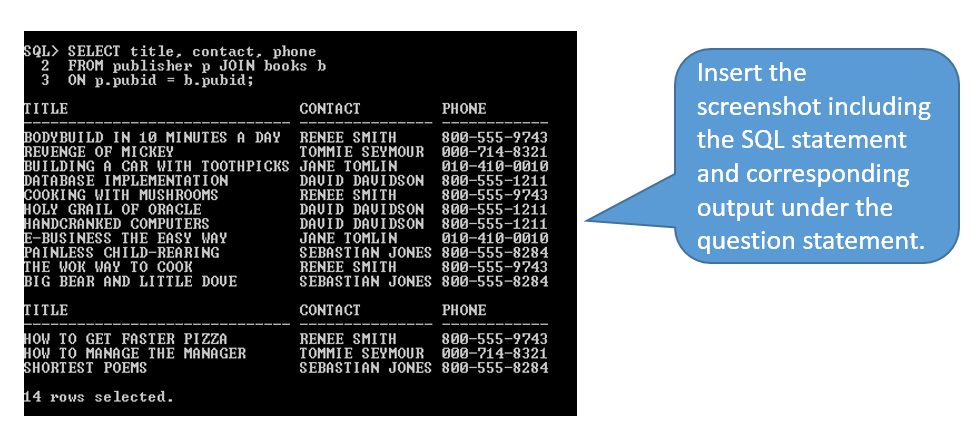 SQL> SELECT title, contact, phone
2 FROM publisher p JOIN books b
3 ON p.pubid = b.pubid;
TITLE CONTACT PHONE
BODYBUILD IN 10 MINUTES A DAY RENEE SMITH 800-555-9743
REVENGE OF MICKEY TOMMIE SEYMOUR 000-714-8321
BUILDING A CAR WITH TOOTHPICKS JANE TOMLIN 010-410-0010
DATABASE IMPLEMENTATION DAVID DAVIDSON 800-555-1211
COOKING WITH MUSHROOMS RENEE SMITH 800-555-9743
HOLY GRAIL OF ORACLE DAVID DAVIDSON 800-555-1211
HANDCRANKED COMPUTERS DAVID DAVIDSON 800-555-1211
E-BUSINESS THE EASY WAY JANE TOMLIN 010-410-0010
PAINLESS CHILD-REARING SEBASTIAN JONES 800-555-8284
THE WOK WAY TO COOK RENEE SMITH 800-555-9743
BIG BEAR AND LITTLE DOVE SEBASTIAN JONES 800-555-8284
TITLE CONTACT PHONE
HOW TO GET FASTER PIZZA RENEE SMITH 800-555-9743
HOW TO MANAGE THE MANAGER TOMMIE SEYMOUR 000-714-8321
SHORTEST POEMS SEBASTIAN JONES 800-555-8284
14 rows selected.
Insert the
screenshot including
the SQL statement
and corresponding
output under the
question statement.